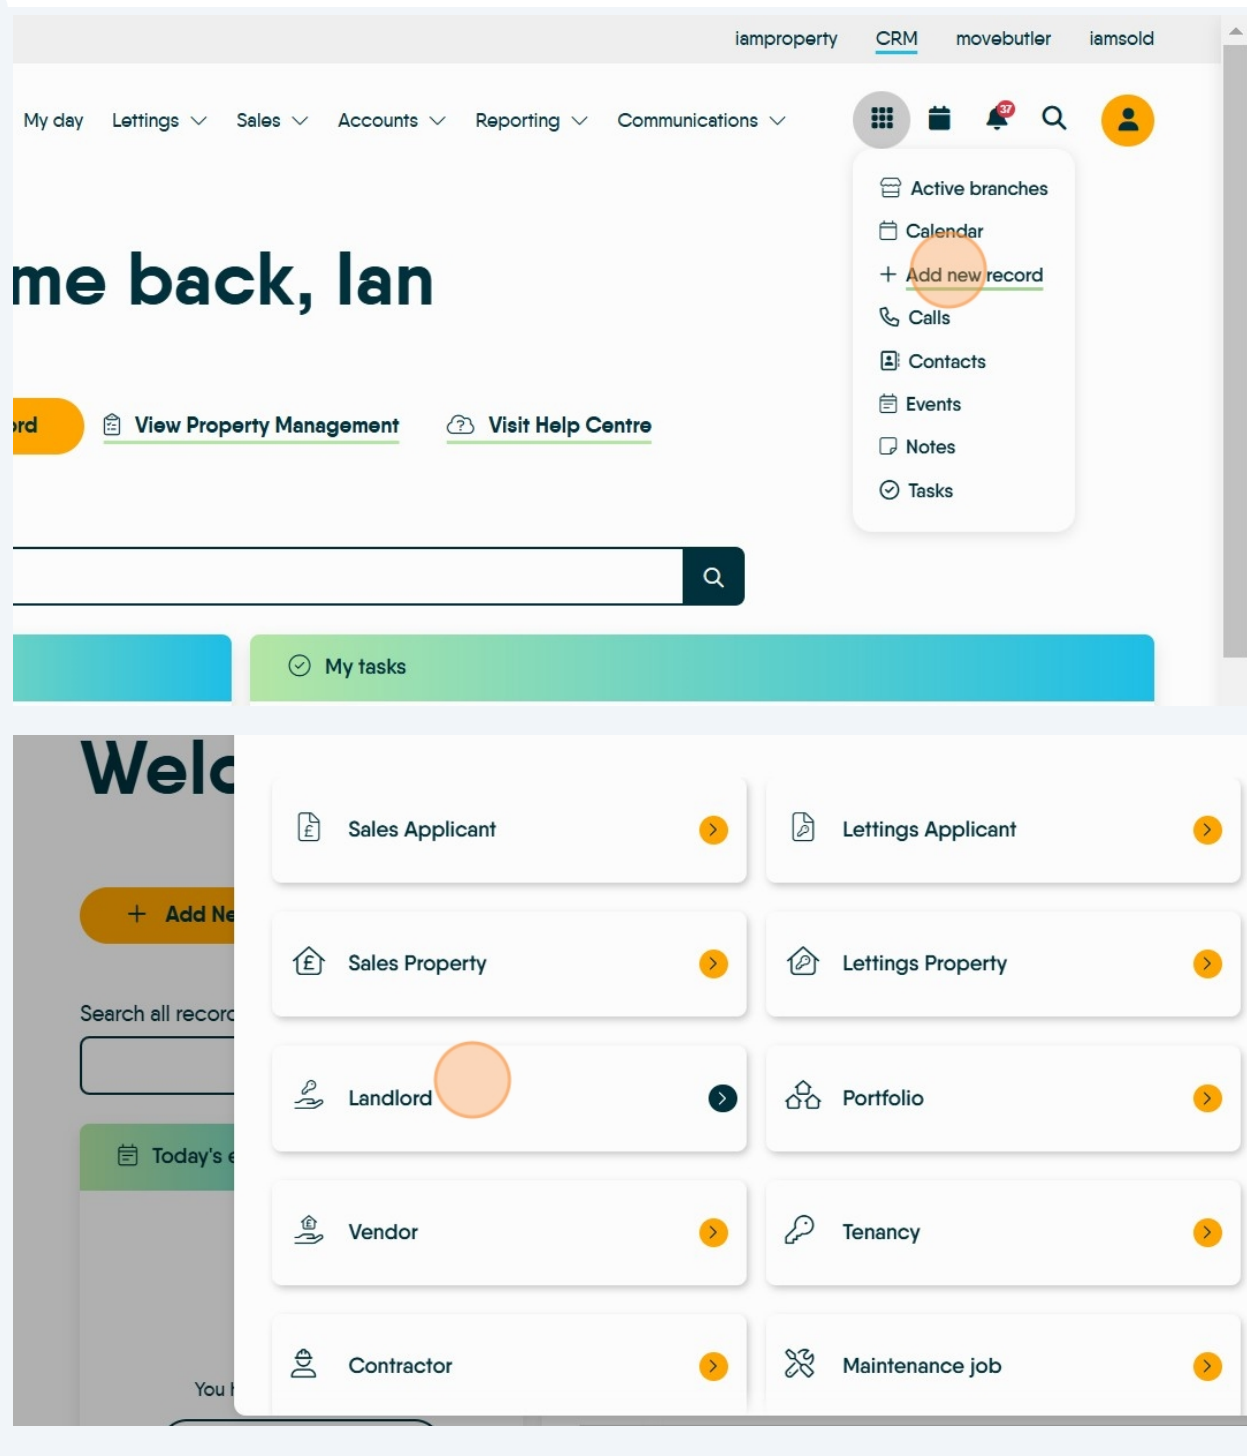 iamproperty CRM movebutler iamsold
My day Lettings Sales Accounts Reporting Communications 37
Active branches
Calendar
me back, Ian
Add new record
Calls
Contacts
Events
ord View Property Management Visit Help Centre
Notes
Tasks
My tasks
Welc
Sales Applicant Lettings Applicant
+ Add Ne
Sales Property Lettings Property
Search all record
Landlord Portfolio
Today's e
Vendor Tenancy
Contractor Maintenance job
You h